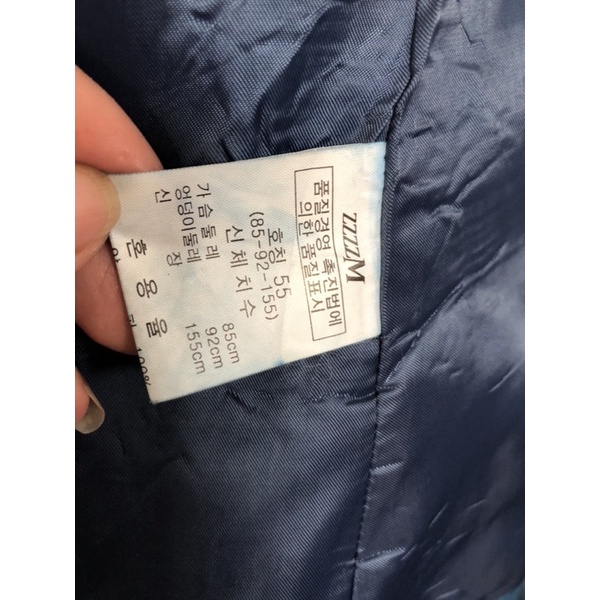 ZZZZM
품질경영 촉진법에
의한 품질표시
호칭 55
(85-92-155)
신체치수
가슴둘레 85cm
엉덩이둘레 92cm
신 장 155cm
혼용율